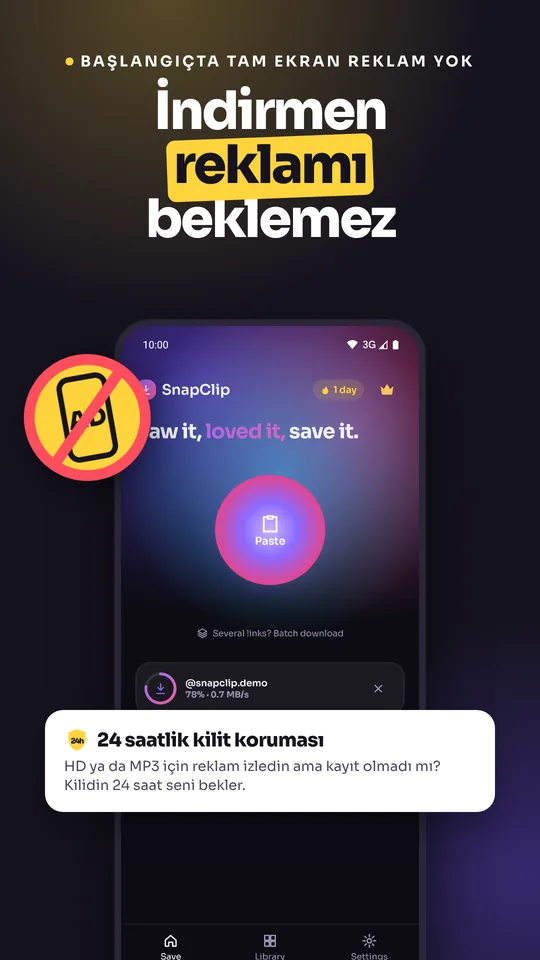 BAŞLANGIÇTA TAM EKRAN REKLAM YOK
İndirmen
reklamı
beklemez
10:00
3G
SnapClip
1 day
AD
aw it, loved it, save it.
Paste
Several links? Batch download
@snapclip.demo
78% · 0.7 MB/s
24h
24 saatlik kilit koruması
HD ya da MP3 için reklam izledin ama kayıt olmadı mı?
Kilidin 24 saat seni bekler.
Save
Library
Settings